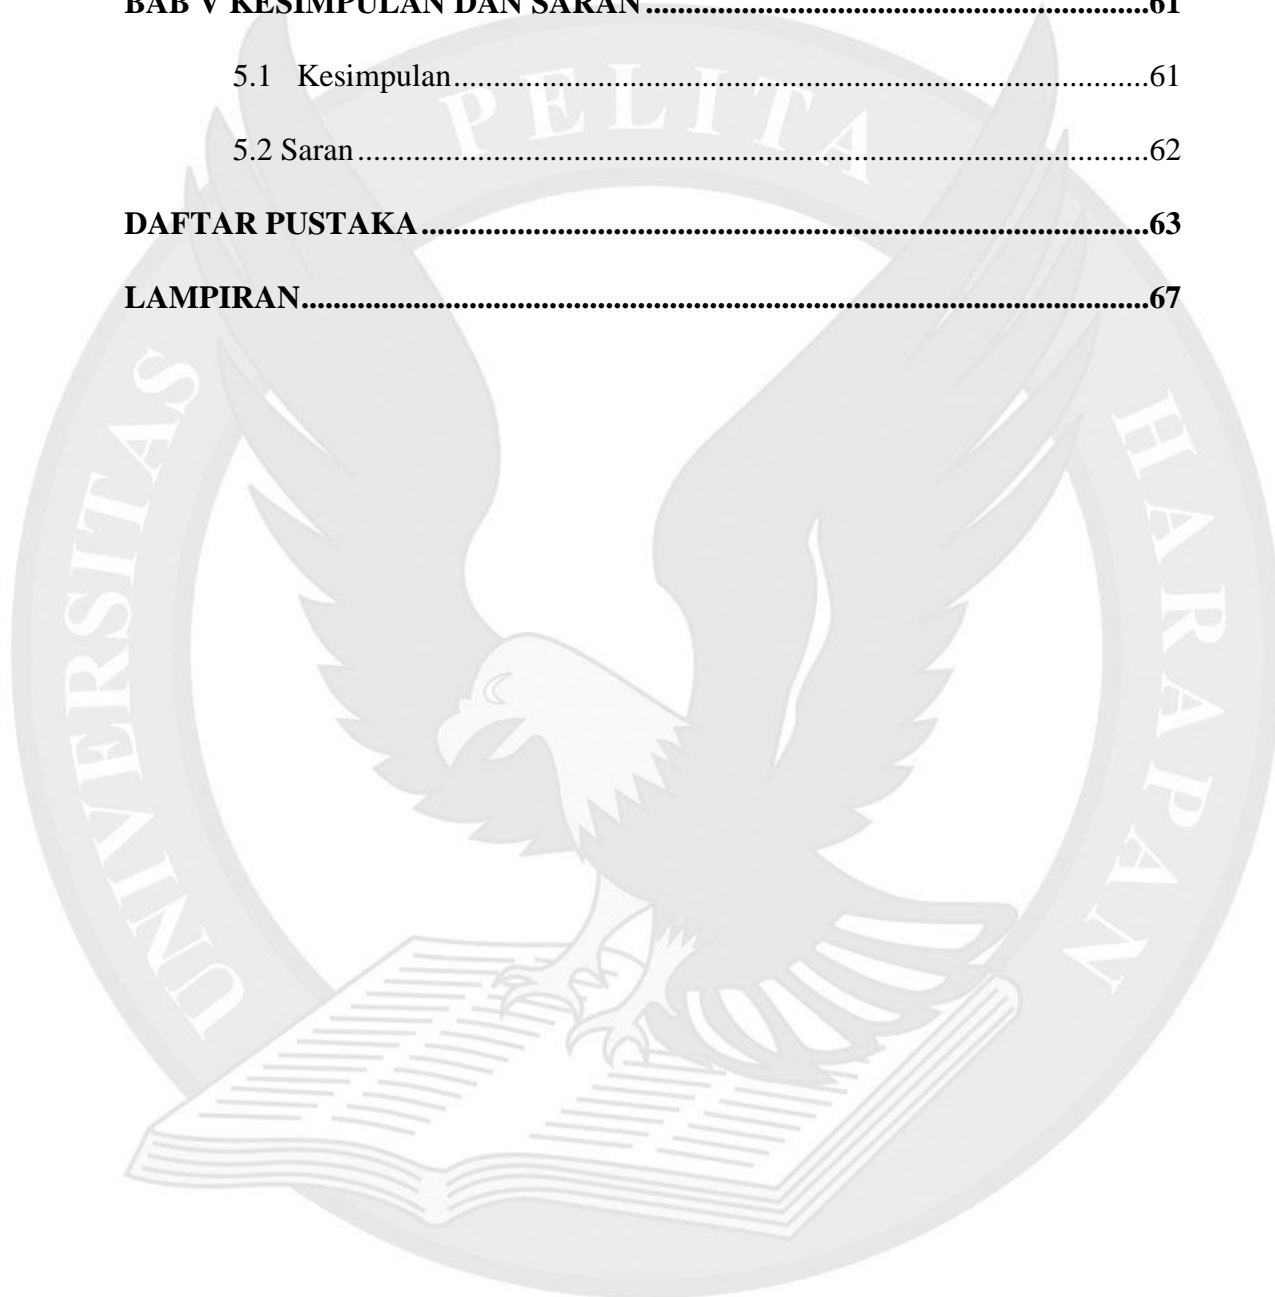 BAB V KESIMPULAN DAN SARAN................................................................61
5.1 Kesimpulan........................................................................................61
5.2 Saran....................................................................................................62
DAFTAR PUSTAKA............................................................................................63
LAMPIRAN...........................................................................................................67
UNIVERSITAS PELITA HARAPAN